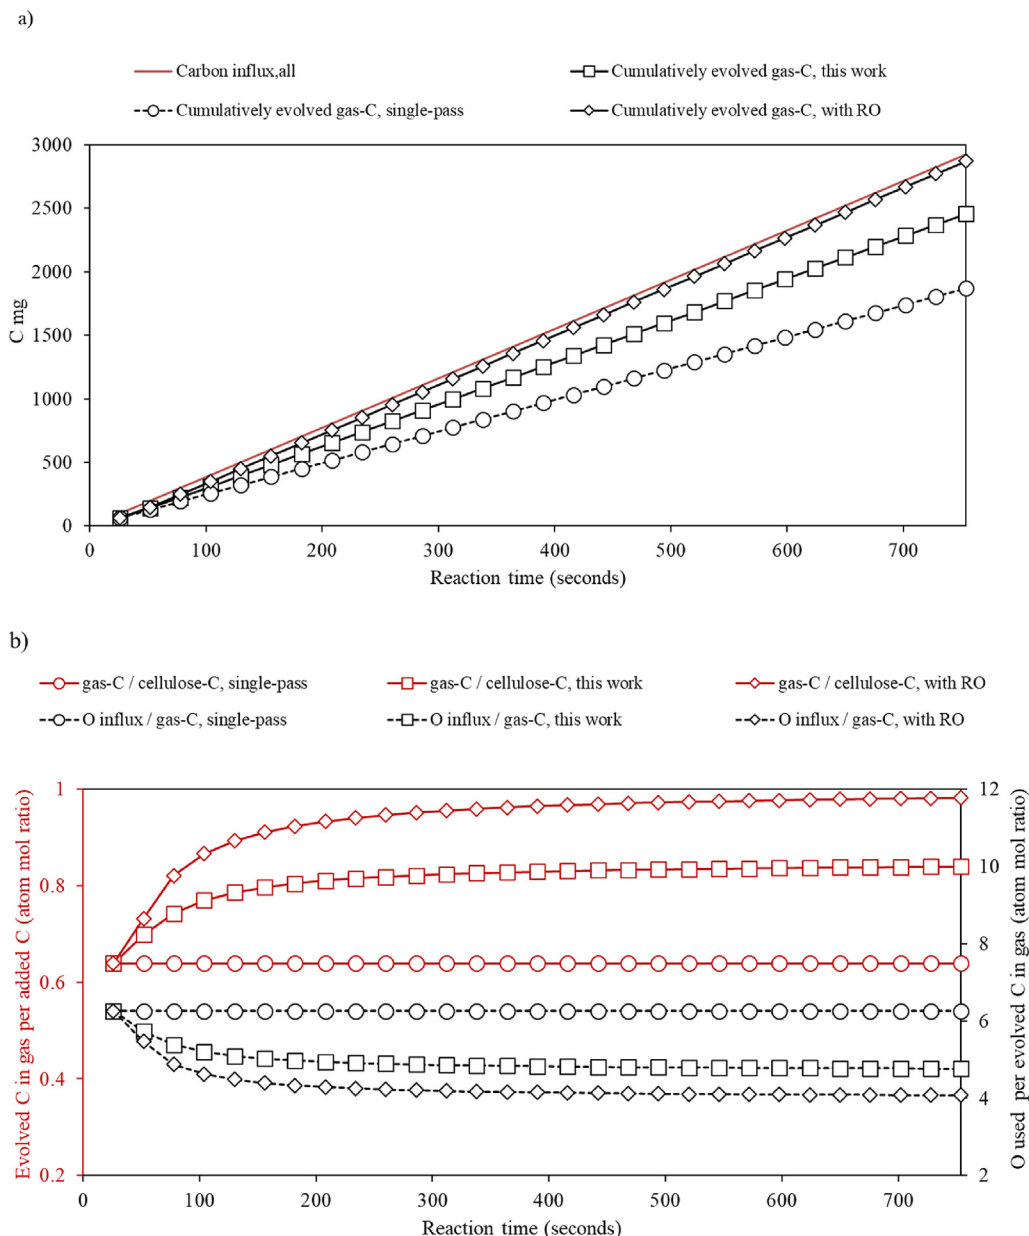 a)
Carbon influx,all
Cumulatively evolved gas-C, this work
Cumulatively evolved gas-C, single-pass
Cumulatively evolved gas-C, with RO
3000
2500
2000
1500
1000
500
0
C mg
0 100 200 300 400 500 600 700
Reaction time (seconds)
b)
gas-C / cellulose-C, single-pass
gas-C / cellulose-C, this work
gas-C / cellulose-C, with RO
O influx / gas-C, single-pass
O influx / gas-C, this work
O influx / gas-C, with RO
Evolved C in gas per added C (atom mol ratio)
1
0.8
0.6
0.4
0.2
12
10
8
6
4
2
O used per evolved C in gas (atom mol ratio)
0 100 200 300 400 500 600 700
Reaction time (seconds)